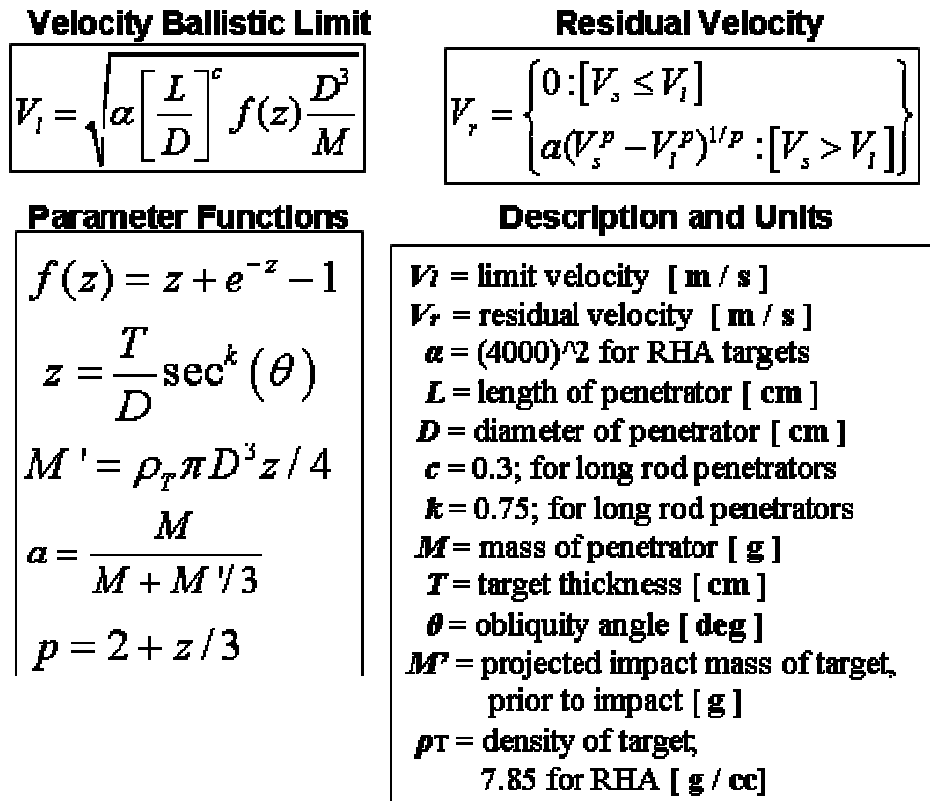 Velocity Ballistic Limit
V_l = √(α [L/D]^c f(z) D³/M)
Residual Velocity
V_r = {0 :[V_s ≤ V_l]
a(V_s^p − V_l^p)^{1/p} :[V_s > V_l]}
Parameter Functions
f(z) = z + e^{−z} − 1
z = T/D sec^k (θ)
M ' = ρ_T π D³ z / 4
a = M / (M + M '/3)
p = 2 + z / 3
Description and Units
Vl = limit velocity [ m / s ]
Vr = residual velocity [ m / s ]
α = (4000)^2 for RHA targets
L = length of penetrator [ cm ]
D = diameter of penetrator [ cm ]
c = 0.3; for long rod penetrators
k = 0.75; for long rod penetrators
M = mass of penetrator [ g ]
T = target thickness [ cm ]
θ = obliquity angle [ deg ]
M' = projected impact mass of target,
prior to impact [ g ]
ρT = density of target;
7.85 for RHA [ g / cc]